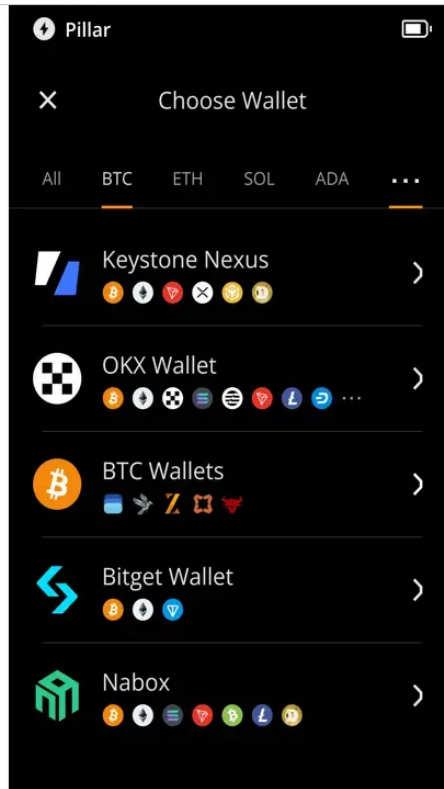 Pillar
Choose Wallet
All BTC ETH SOL ADA ...
Keystone Nexus
OKX Wallet
...
BTC Wallets
Bitget Wallet
Nabox